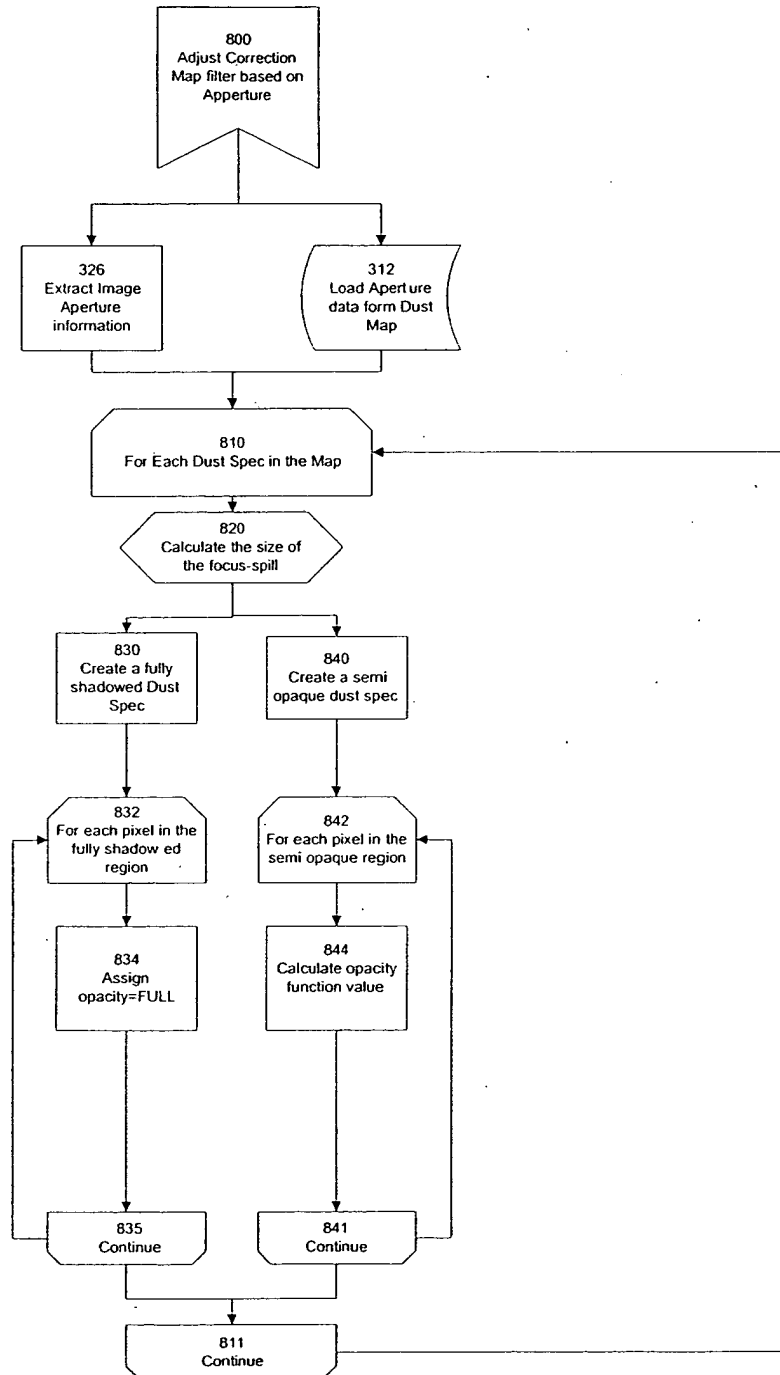 800
Adjust Correction
Map filter based on
Apperture
326
Extract Image
Aperture
information
312
Load Aperture
data form Dust
Map
810
For Each Dust Spec in the Map
820
Calculate the size of
the focus-spill
830
Create a fully
shadowed Dust
Spec
840
Create a semi
opaque dust spec
832
For each pixel in the
fully shadow ed
region
842
For each pixel in the
semi opaque region
834
Assign
opacity=FULL
844
Calculate opacity
function value
835
Continue
841
Continue
811
Continue